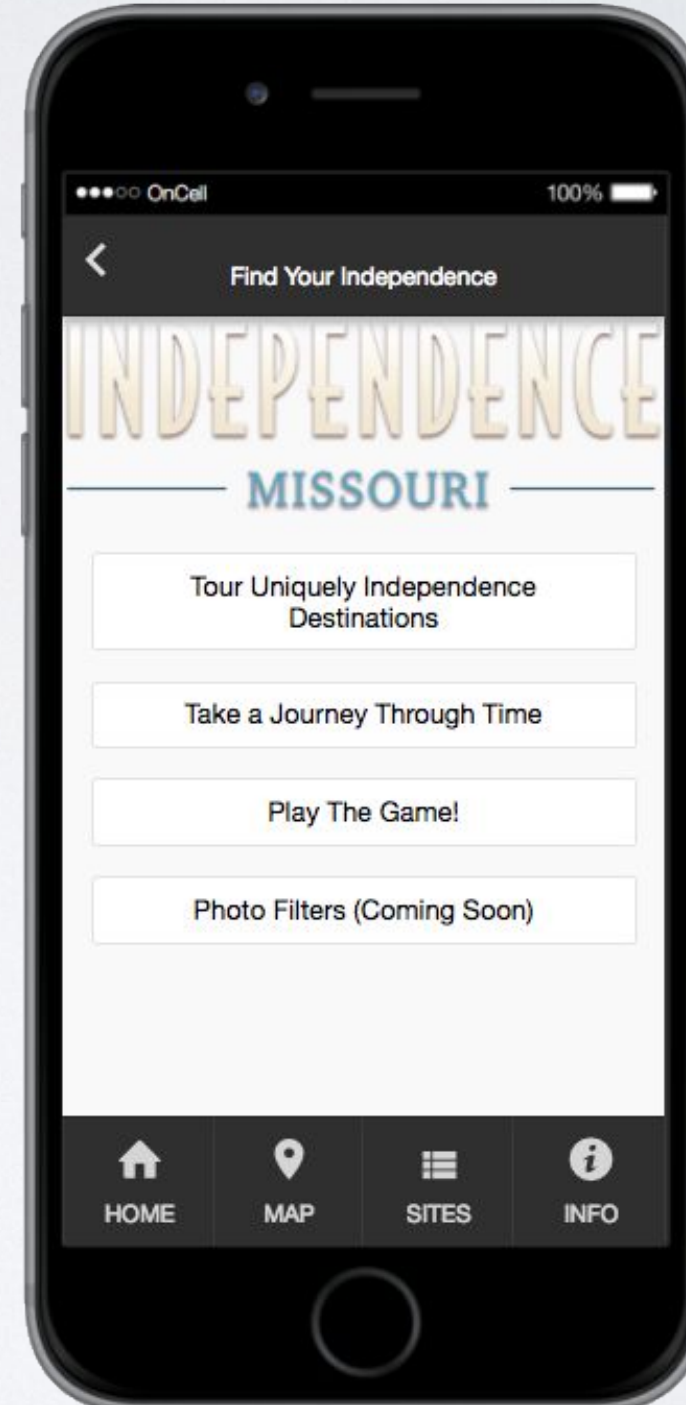 OnCell 100%
Find Your Independence
INDEPENDENCE
MISSOURI
Tour Uniquely Independence
Destinations
Take a Journey Through Time
Play The Game!
Photo Filters (Coming Soon)
HOME MAP SITES INFO